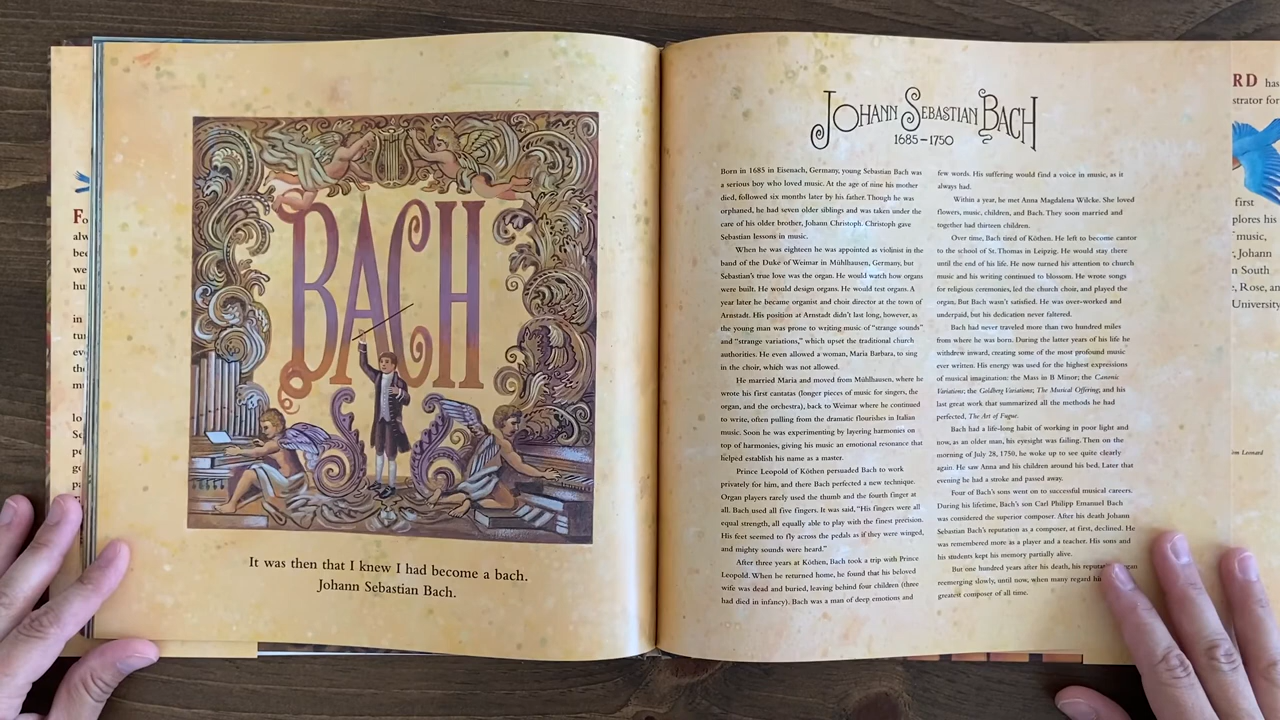 Fo
alw
bec
we
hu
in
tur
eve
the
mu
lo
Se
pe
go
pa
BACH
It was then that I knew I had become a bach.
Johann Sebastian Bach.
Johann Sebastian Bach
1685–1750
Born in 1685 in Eisenach, Germany, young Sebastian Bach was
a serious boy who loved music. At the age of nine his mother
died, followed six months later by his father. Though he was
orphaned, he had seven older siblings and was taken under the
care of his older brother, Johann Christoph. Christoph gave
Sebastian lessons in music.
When he was eighteen he was appointed as violinist in the
band of the Duke of Weimar in Mühlhausen, Germany, but
Sebastian's true love was the organ. He would watch how organs
were built. He would design organs. He would test organs. A
year later he became organist and choir director at the town of
Arnstadt. His position at Arnstadt didn't last long, however, as
the young man was prone to writing music of “strange sounds”
and “strange variations,” which upset the traditional church
authorities. He even allowed a woman, Maria Barbara, to sing
in the choir, which was not allowed.
He married Maria and moved from Mühlhausen, where he
wrote his first cantatas (longer pieces of music for singers, the
organ, and the orchestra), back to Weimar where he continued
to write, often pulling from the dramatic flourishes in Italian
music. Soon he was experimenting by layering harmonies on
top of harmonies, giving his music an emotional resonance that
helped establish his name as a master.
Prince Leopold of Köthen persuaded Bach to work
privately for him, and there Bach perfected a new technique.
Organ players rarely used the thumb and the fourth finger at
all. Bach used all five fingers. It was said, “His fingers were all
equal strength, all equally able to play with the finest precision.
His feet seemed to fly across the pedals as if they were winged,
and mighty sounds were heard.”
After three years at Köthen, Bach took a trip with Prince
Leopold. When he returned home, he found that his beloved
wife was dead and buried, leaving behind four children (three
had died in infancy). Bach was a man of deep emotions and
few words. His suffering would find a voice in music, as it
always had.
Within a year, he met Anna Magdalena Wilcke. She loved
flowers, music, children, and Bach. They soon married and
together had thirteen children.
Over time, Bach tired of Köthen. He left to become cantor
to the school of St. Thomas in Leipzig. He would stay there
until the end of his life. He now turned his attention to church
music and his writing continued to blossom. He wrote songs
for religious ceremonies, led the church choir, and played the
organ. But Bach wasn't satisfied. He was over-worked and
underpaid, but his dedication never faltered.
Bach had never traveled more than two hundred miles
from where he was born. During the latter years of his life he
withdrew inward, creating some of the most profound music
ever written. His energy was used for the highest expressions
of musical imagination: the Mass in B Minor; the Canonic
Variations; the Goldberg Variations; The Musical Offering, and his
last great work that summarized all the methods he had
perfected, The Art of Fugue.
Bach had a life-long habit of working in poor light and
now, as an older man, his eyesight was failing. Then on the
morning of July 28, 1750, he woke up to see quite clearly
again. He saw Anna and his children around his bed. Later that
evening he had a stroke and passed away.
Four of Bach's sons went on to successful musical careers.
During his lifetime, Bach's son Carl Philipp Emanuel Bach
was considered the superior composer. After his death Johann
Sebastian Bach's reputation as a composer, at first, declined. He
was remembered more as a player and a teacher. His sons and
his students kept his memory partially alive.
But one hundred years after his death, his
reemerging slowly, until now, when many regard his
greatest composer of all time.
RD has
strator for
first
plores his
music,
Johann
n South
Rose, an
University
om Leonard